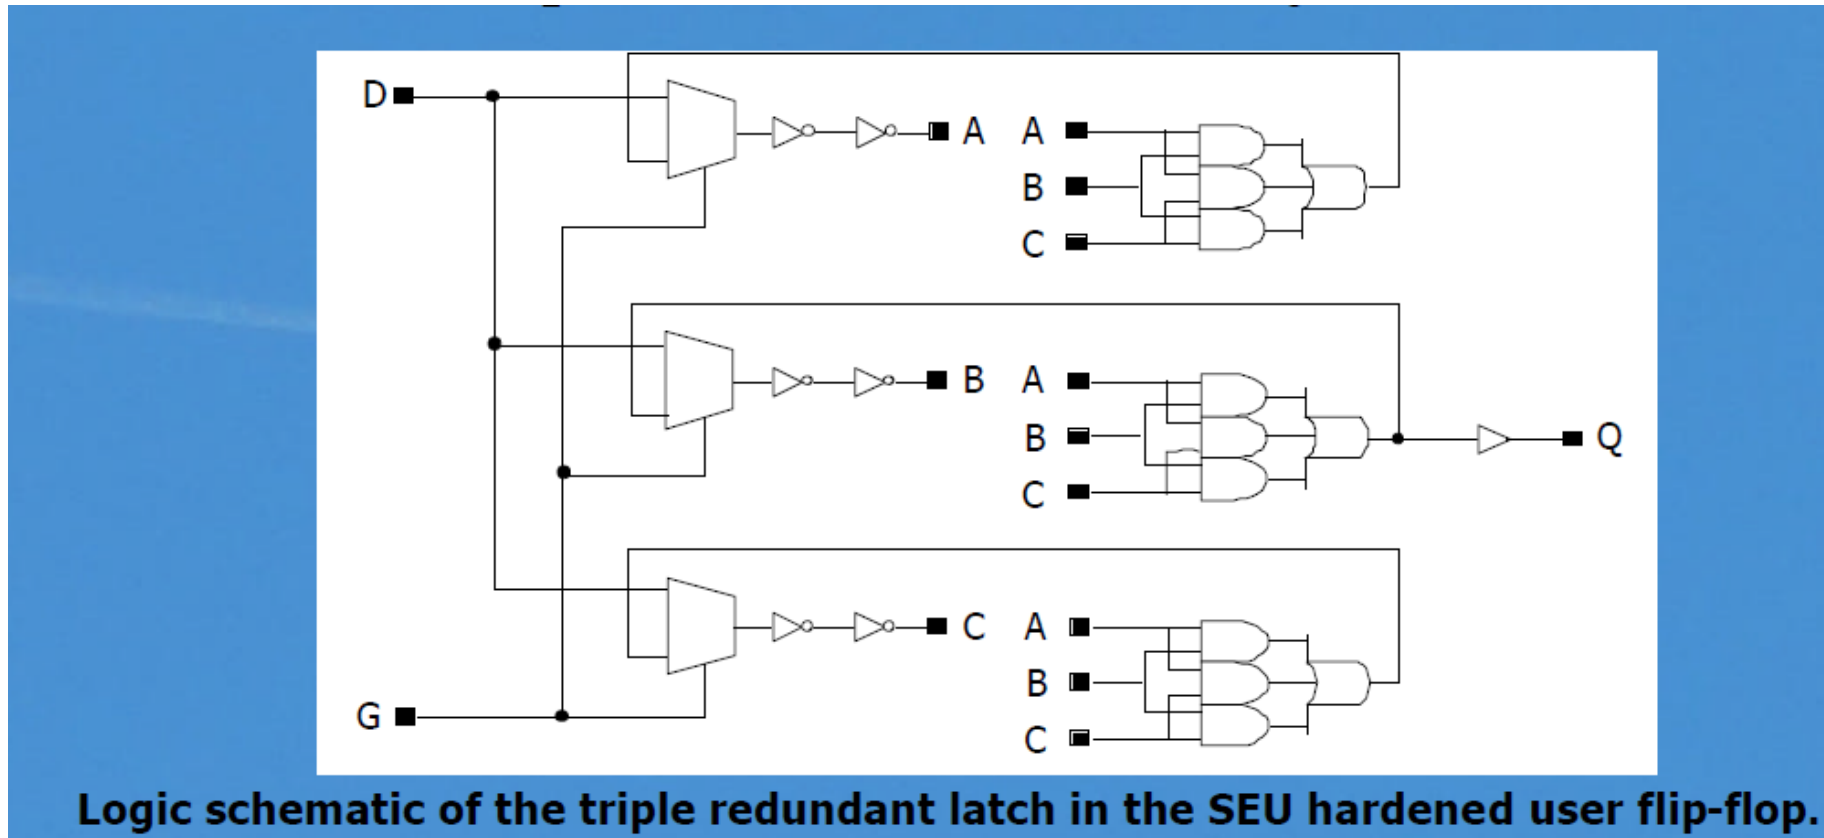 D
A A
B
C
B A
B Q
C
C A
B
G
C
Logic schematic of the triple redundant latch in the SEU hardened user flip-flop.